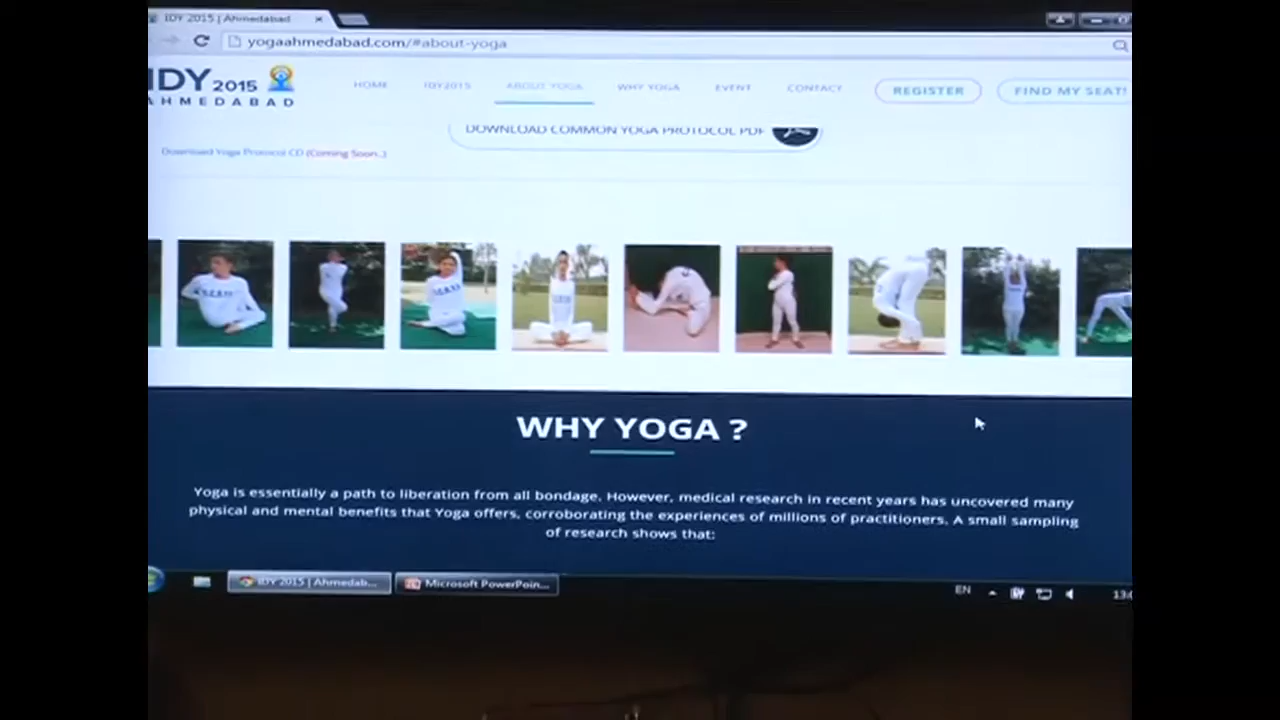 IDY 2015 | Ahmedabad
yogaahmedabad.com/#about-yoga
IDY 2015
AHMEDABAD
HOME
IDY2015
ABOUT YOGA
WHY YOGA
EVENT
CONTACT
REGISTER
FIND MY SEAT!
DOWNLOAD COMMON YOGA PROTOCOL PDF
Download Yoga Protocol CD (Coming Soon..)
WHY YOGA ?
Yoga is essentially a path to liberation from all bondage. However, medical research in recent years has uncovered many
physical and mental benefits that Yoga offers, corroborating the experiences of millions of practitioners. A small sampling
of research shows that:
IDY 2015 | Ahmedab...
Microsoft PowerPoin...
EN